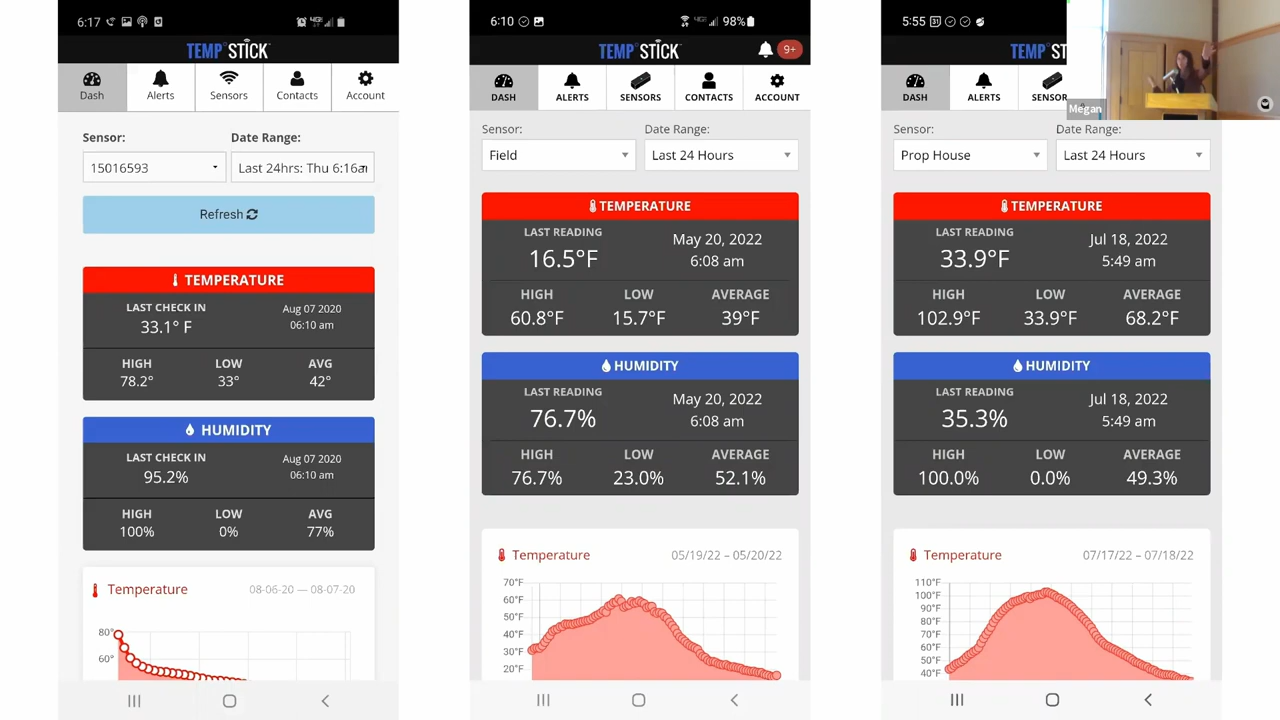 6:17
TEMP STICK
Dash Alerts Sensors Contacts Account
Sensor: Date Range:
15016593 Last 24hrs: Thu 6:16a
Refresh
TEMPERATURE
LAST CHECK IN Aug 07 2020
33.1° F 06:10 am
HIGH LOW AVG
78.2° 33° 42°
HUMIDITY
LAST CHECK IN Aug 07 2020
95.2% 06:10 am
HIGH LOW AVG
100% 0% 77%
Temperature 08-06-20 — 08-07-20
80°
60°
6:10 98%
TEMP STICK 9+
DASH ALERTS SENSORS CONTACTS ACCOUNT
Sensor: Date Range:
Field Last 24 Hours
TEMPERATURE
LAST READING May 20, 2022
16.5°F 6:08 am
HIGH LOW AVERAGE
60.8°F 15.7°F 39°F
HUMIDITY
LAST READING May 20, 2022
76.7% 6:08 am
HIGH LOW AVERAGE
76.7% 23.0% 52.1%
Temperature 05/19/22 – 05/20/22
70°F
60°F
50°F
40°F
30°F
20°F
5:55 31
TEMP ST
DASH ALERTS SENSOR
Megan
Sensor: Date Range:
Prop House Last 24 Hours
TEMPERATURE
LAST READING Jul 18, 2022
33.9°F 5:49 am
HIGH LOW AVERAGE
102.9°F 33.9°F 68.2°F
HUMIDITY
LAST READING Jul 18, 2022
35.3% 5:49 am
HIGH LOW AVERAGE
100.0% 0.0% 49.3%
Temperature 07/17/22 – 07/18/22
110°F
100°F
90°F
80°F
70°F
60°F
50°F
40°F